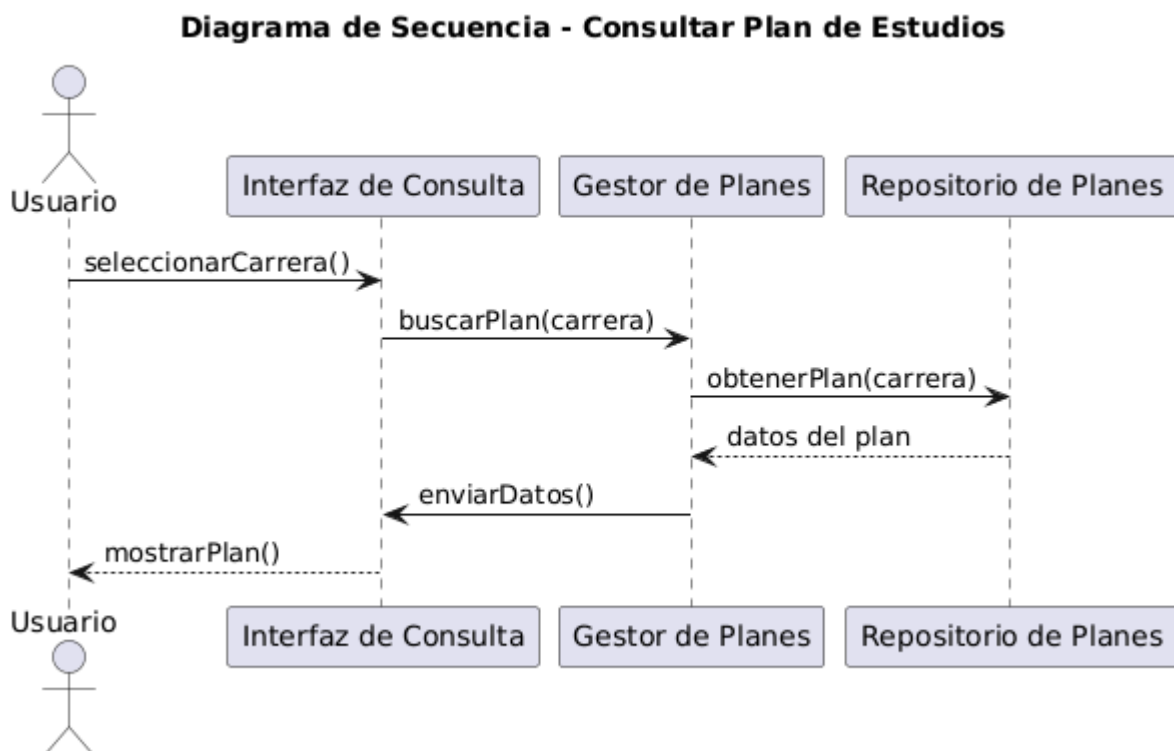 Diagrama de Secuencia - Consultar Plan de Estudios
Usuario
Interfaz de Consulta
Gestor de Planes
Repositorio de Planes
seleccionarCarrera()
buscarPlan(carrera)
obtenerPlan(carrera)
datos del plan
enviarDatos()
mostrarPlan()
Usuario
Interfaz de Consulta
Gestor de Planes
Repositorio de Planes